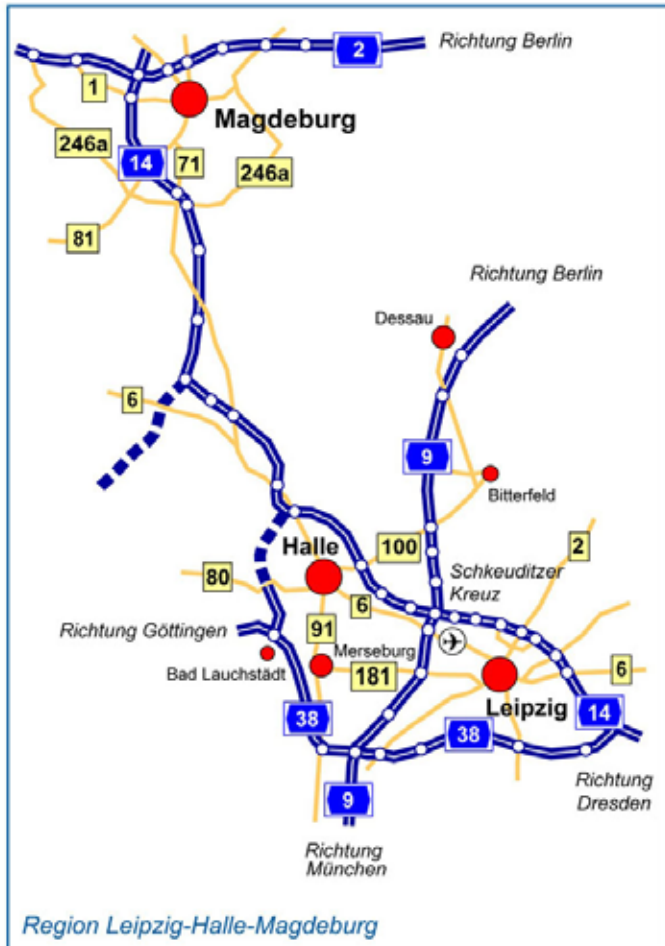 Richtung Berlin
2
1
Magdeburg
246a
14
71
246a
81
Richtung Berlin
Dessau
6
9
Bitterfeld
Halle
100
2
Schkeuditzer
Kreuz
80
6
Richtung Göttingen
91
Merseburg
Bad Lauchstädt
181
6
Leipzig
14
38
38
Richtung
Dresden
9
Richtung
München
Region Leipzig-Halle-Magdeburg